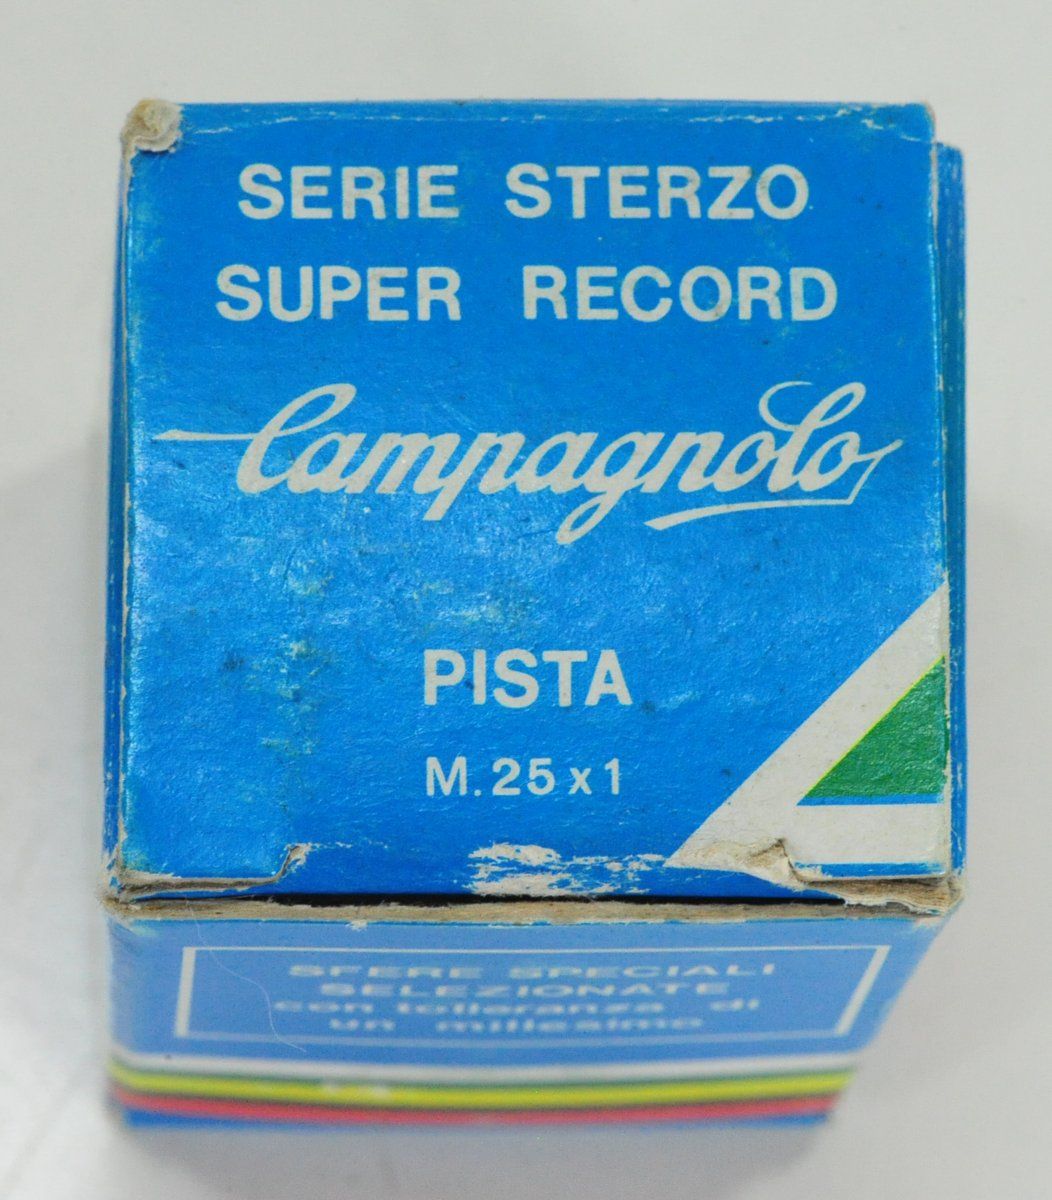 SERIE STERZO
SUPER RECORD
Campagnolo
PISTA
M. 25 x 1
SFERE SPECIALI
SELEZIONATE
con tolleranza di
un millesimo